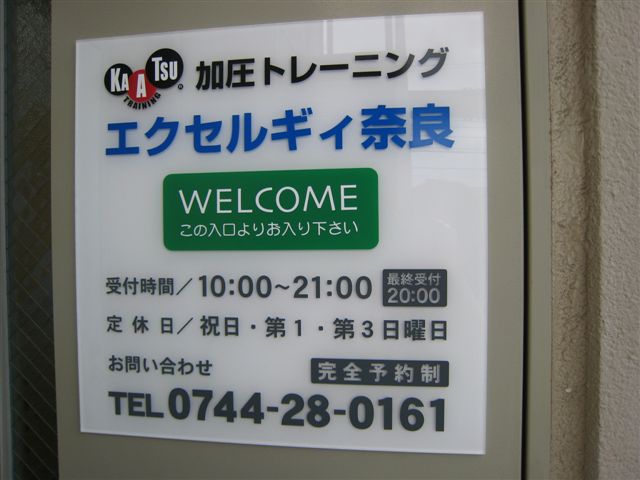 KAATSU TRAINING © 加圧トレーニング
エクセルギィ奈良
WELCOME
この入口よりお入り下さい
受付時間／10:00～21:00 最終受付 20:00
定休日／祝日・第1・第3日曜日
お問い合わせ 完全予約制
TEL 0744-28-0161